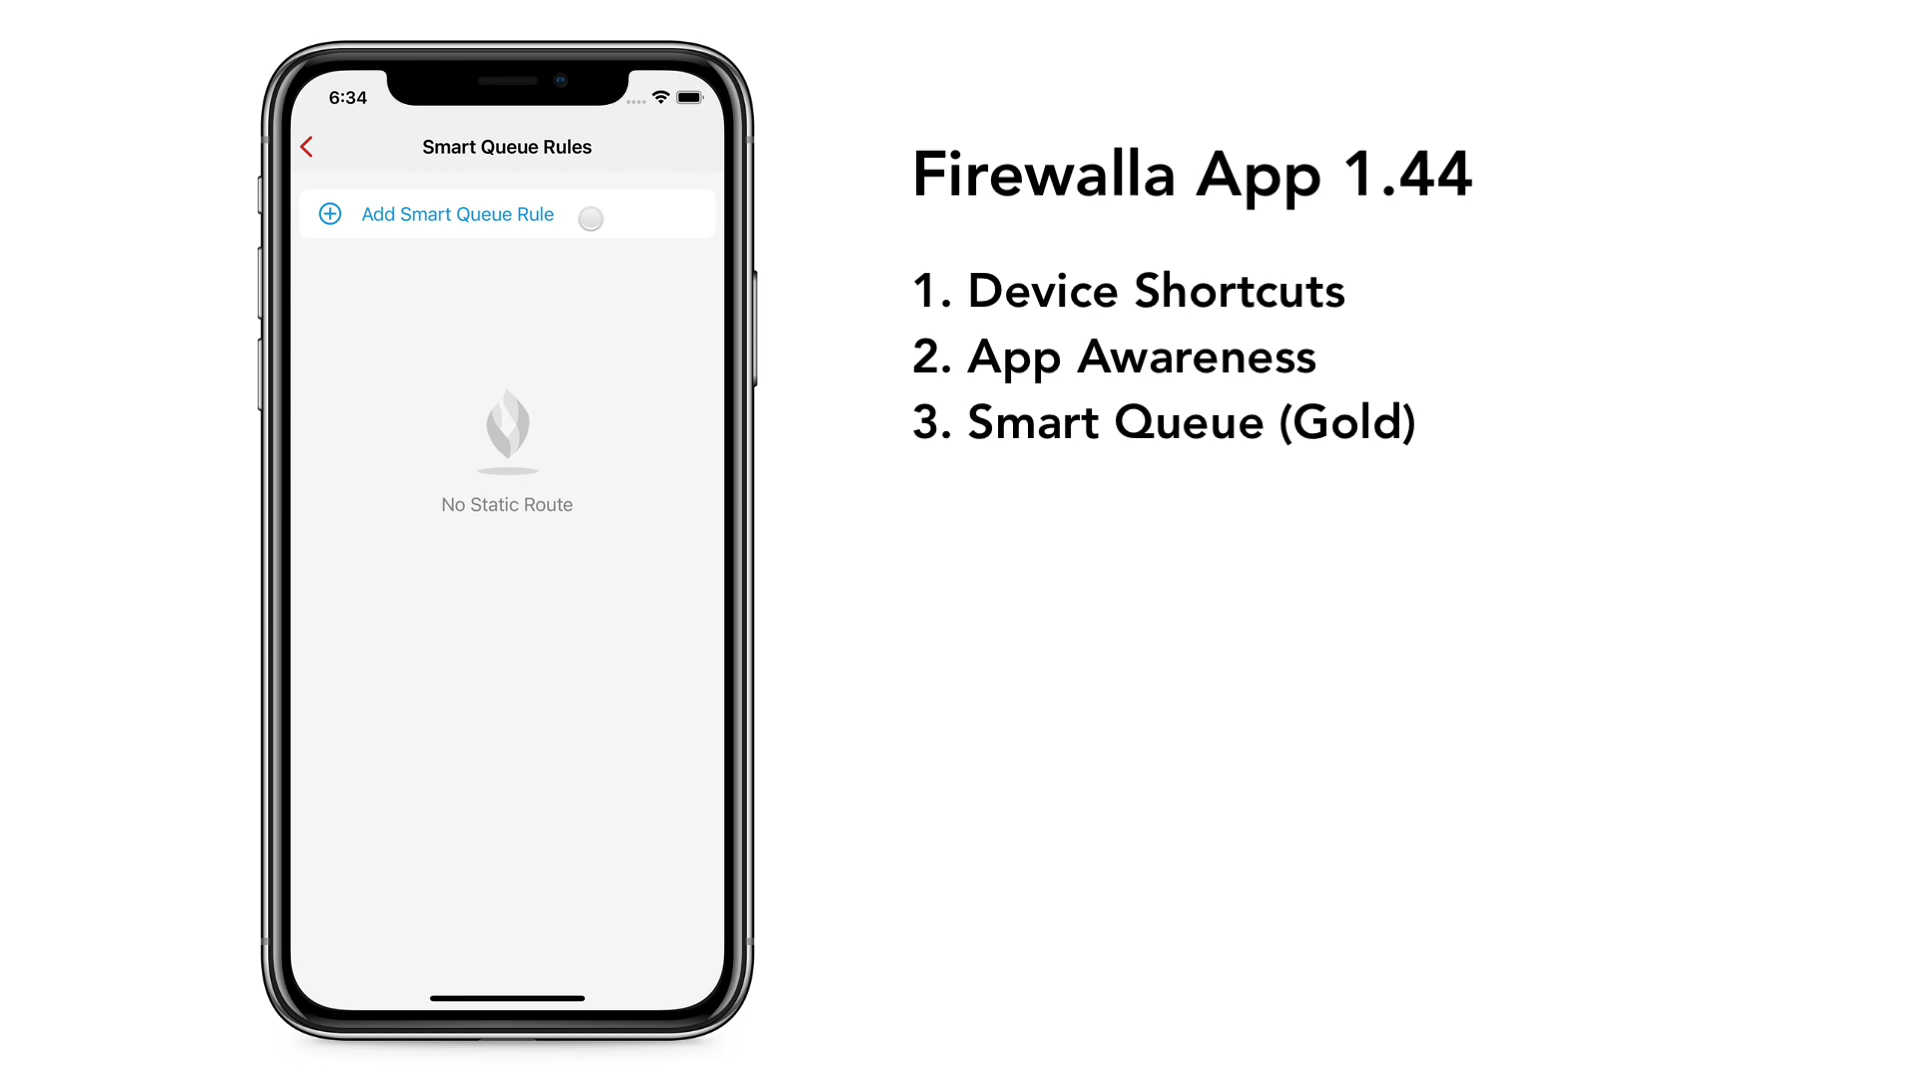 6:34
Smart Queue Rules
Add Smart Queue Rule
No Static Route
Firewalla App 1.44
1. Device Shortcuts
2. App Awareness
3. Smart Queue (Gold)